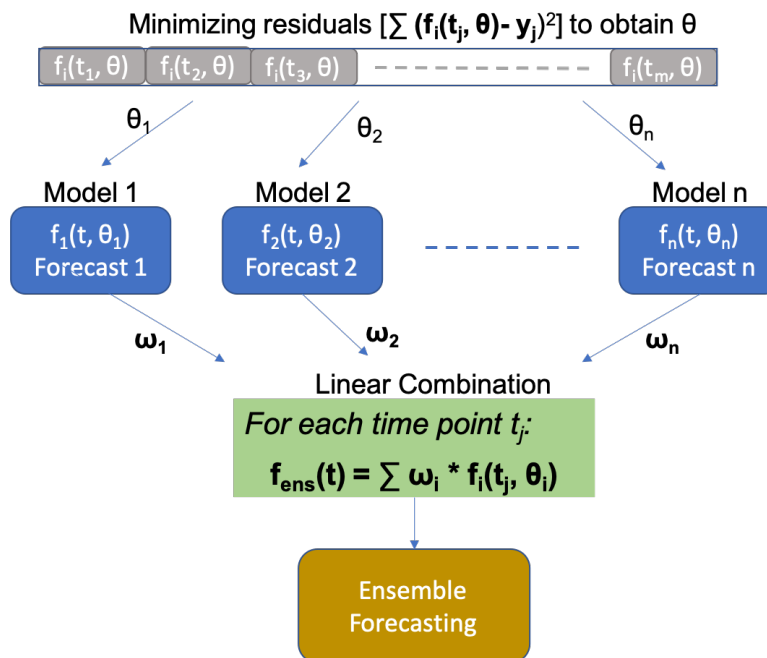 Minimizing residuals [∑ (fᵢ(tⱼ, θ)- yⱼ)²] to obtain θ
fᵢ(t₁, θ) fᵢ(t₂, θ) fᵢ(t₃, θ) fᵢ(tₘ, θ)
θ₁ θ₂ θₙ
Model 1 Model 2 Model n
f₁(t, θ₁) f₂(t, θ₂) fₙ(t, θₙ)
Forecast 1 Forecast 2 Forecast n
ω₁ ω₂ ωₙ
Linear Combination
For each time point tⱼ:
fₑₙₛ(t) = ∑ ωᵢ * fᵢ(tⱼ, θᵢ)
Ensemble
Forecasting